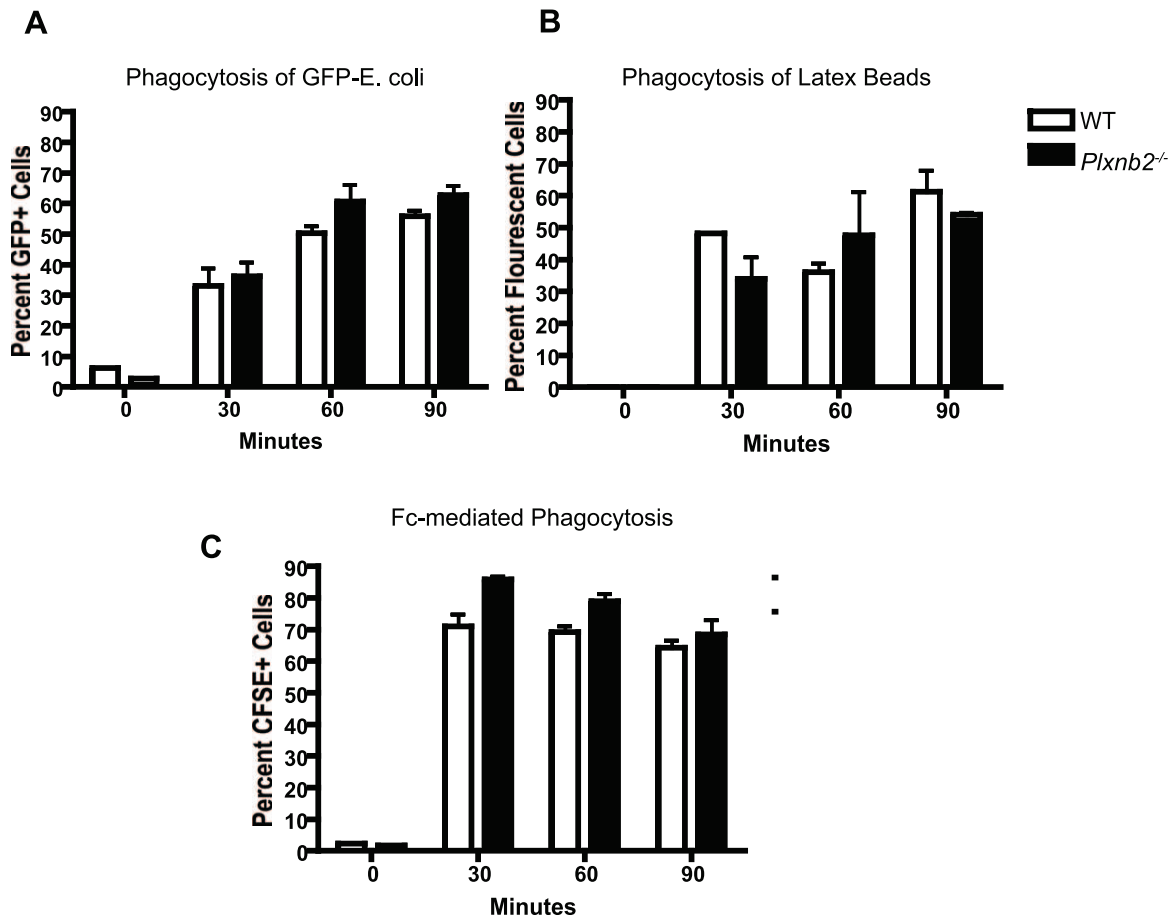 A
Phagocytosis of GFP-E. coli
Percent GFP+ Cells
90
80
70
60
50
40
30
20
10
0
0 30 60 90
Minutes
B
Phagocytosis of Latex Beads
Percent Flourescent Cells
90
80
70
60
50
40
30
20
10
0
0 30 60 90
Minutes
WT
Plxnb2-/-
Fc-mediated Phagocytosis
C
Percent CFSE+ Cells
90
80
70
60
50
40
30
20
10
0
0 30 60 90
Minutes